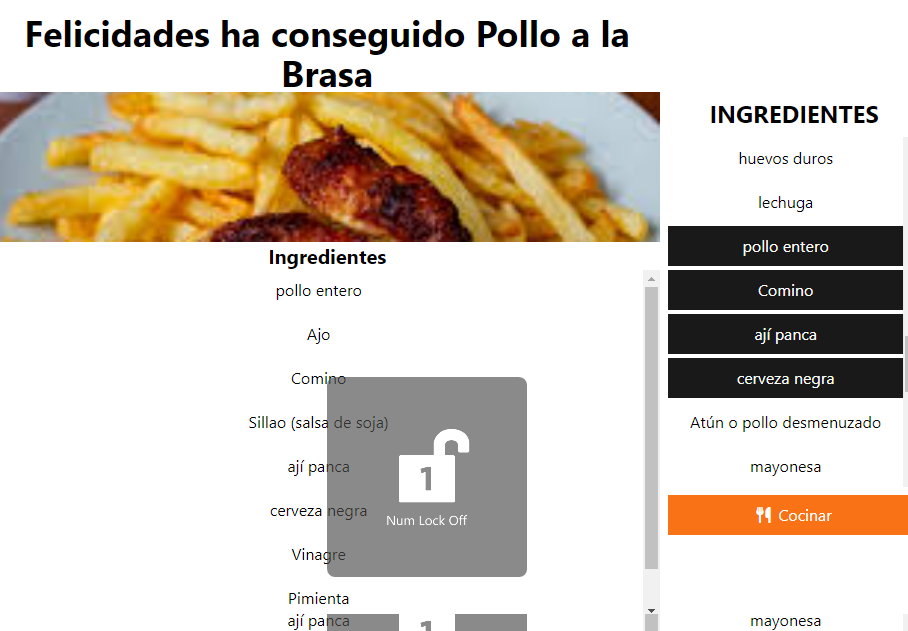 Felicidades ha conseguido Pollo a la
Brasa
Ingredientes
pollo entero
Ajo
Comino
Sillao (salsa de soja)
ají panca
cerveza negra
Vinagre
Pimienta
ají panca
1
Num Lock Off
1
INGREDIENTES
huevos duros
lechuga
pollo entero
Comino
ají panca
cerveza negra
Atún o pollo desmenuzado
mayonesa
Cocinar
mayonesa